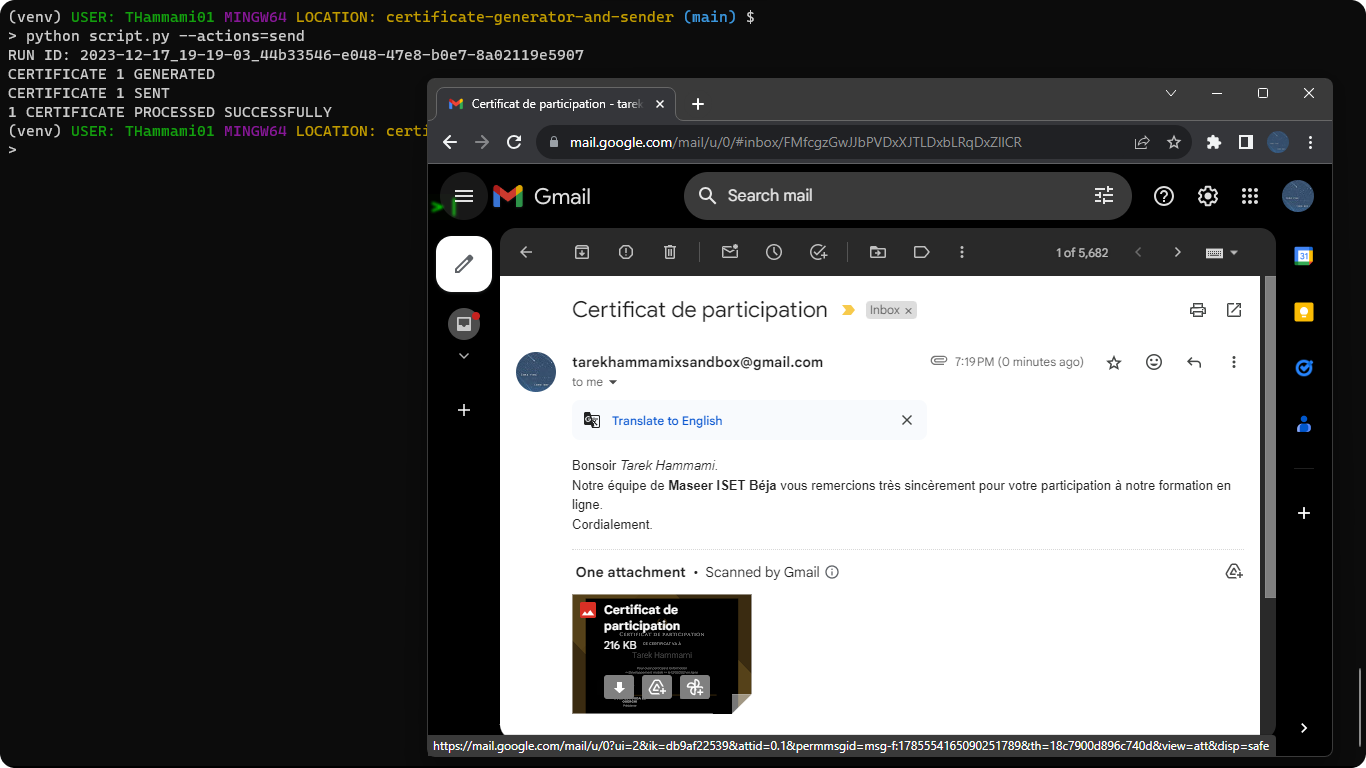 (venv) USER: THammami01 MINGW64 LOCATION: certificate-generator-and-sender (main) $
> python script.py --actions=send
RUN ID: 2023-12-17_19-19-03_44b33546-e048-47e8-b0e7-8a02119e5907
CERTIFICATE 1 GENERATED
CERTIFICATE 1 SENT
1 CERTIFICATE PROCESSED SUCCESSFULLY
(venv) USER: THammami01 MINGW64 LOCATION: certi
>
Certificat de participation - tarek
mail.google.com/mail/u/0/#inbox/FMfcgzGwJJbPVDxXJTLDxbLRqDxZllCR
Gmail
Search mail
1 of 5,682
31
Certificat de participation
Inbox ×
tarekhammamixsandbox@gmail.com
7:19 PM (0 minutes ago)
to me
Translate to English
Bonsoir Tarek Hammami.
Notre équipe de Maseer ISET Béja vous remercions très sincèrement pour votre participation à notre formation en
ligne.
Cordialement.
One attachment • Scanned by Gmail
Certificat de
participation
CERTIFICAT DE PARTICIPATION
216 KB
CE CERTIFICAT VA À
Tarek Hammami
https://mail.google.com/mail/u/0?ui=2&ik=db9af22539&attid=0.1&permmsgid=msg-f:1785554165090251789&th=18c7900d896c740d&view=att&disp=safe